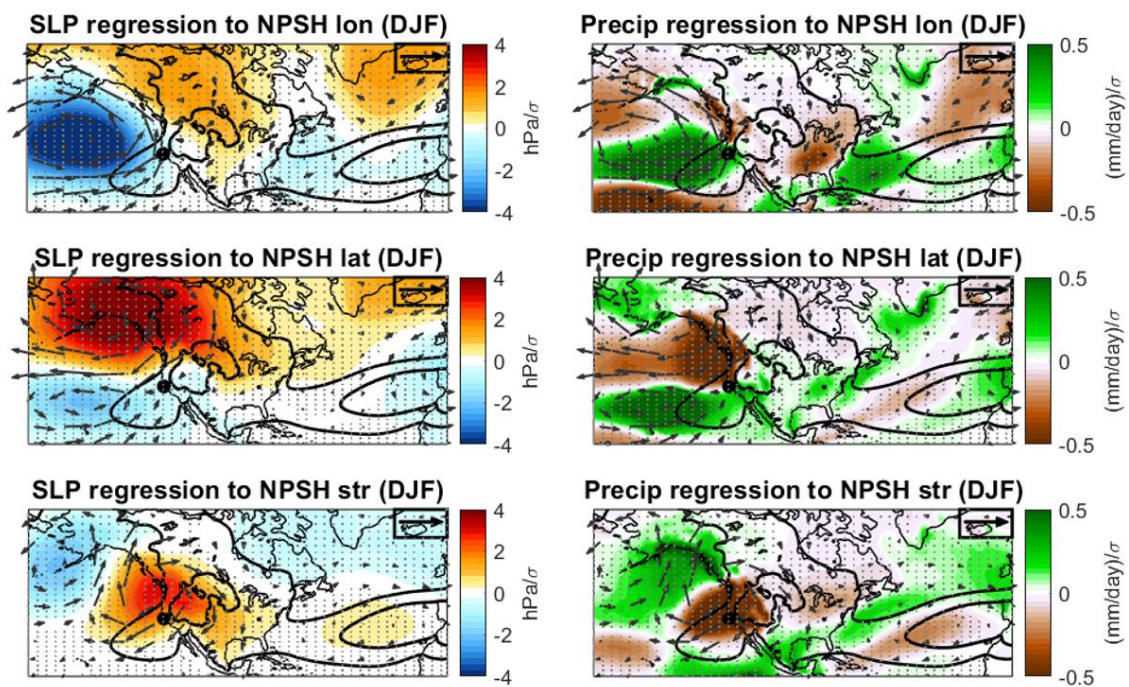 SLP regression to NPSH lon (DJF)
4
2
0
-2
-4
hPa/σ
Precip regression to NPSH lon (DJF)
0.5
0
-0.5
(mm/day)/σ
SLP regression to NPSH lat (DJF)
4
2
0
-2
-4
hPa/σ
Precip regression to NPSH lat (DJF)
0.5
0
-0.5
(mm/day)/σ
SLP regression to NPSH str (DJF)
4
2
0
-2
-4
hPa/σ
Precip regression to NPSH str (DJF)
0.5
0
-0.5
(mm/day)/σ